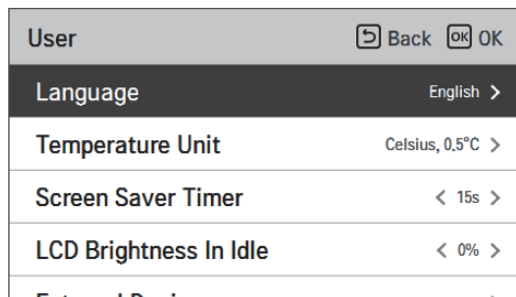 User Back OK OK
Language English
Temperature Unit Celsius, 0.5°C
Screen Saver Timer 15s
LCD Brightness In Idle 0%